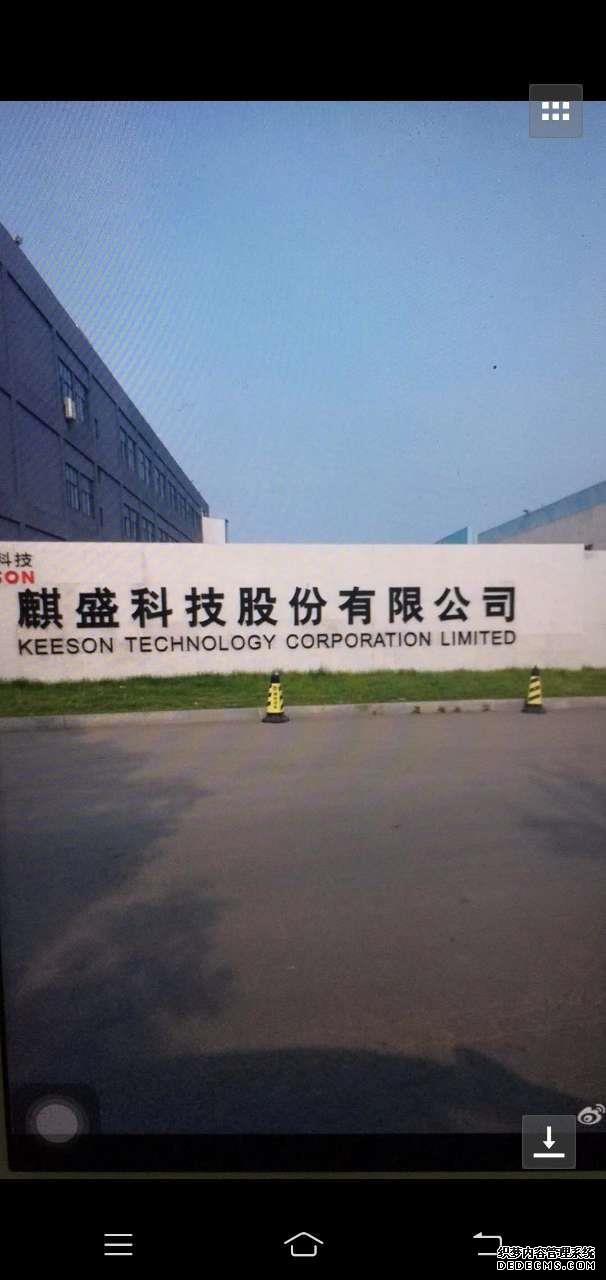 科技
SON
麒盛科技股份有限公司
KEESON TECHNOLOGY CORPORATION LIMITED
织梦内容管理系统
DEDECMS.COM